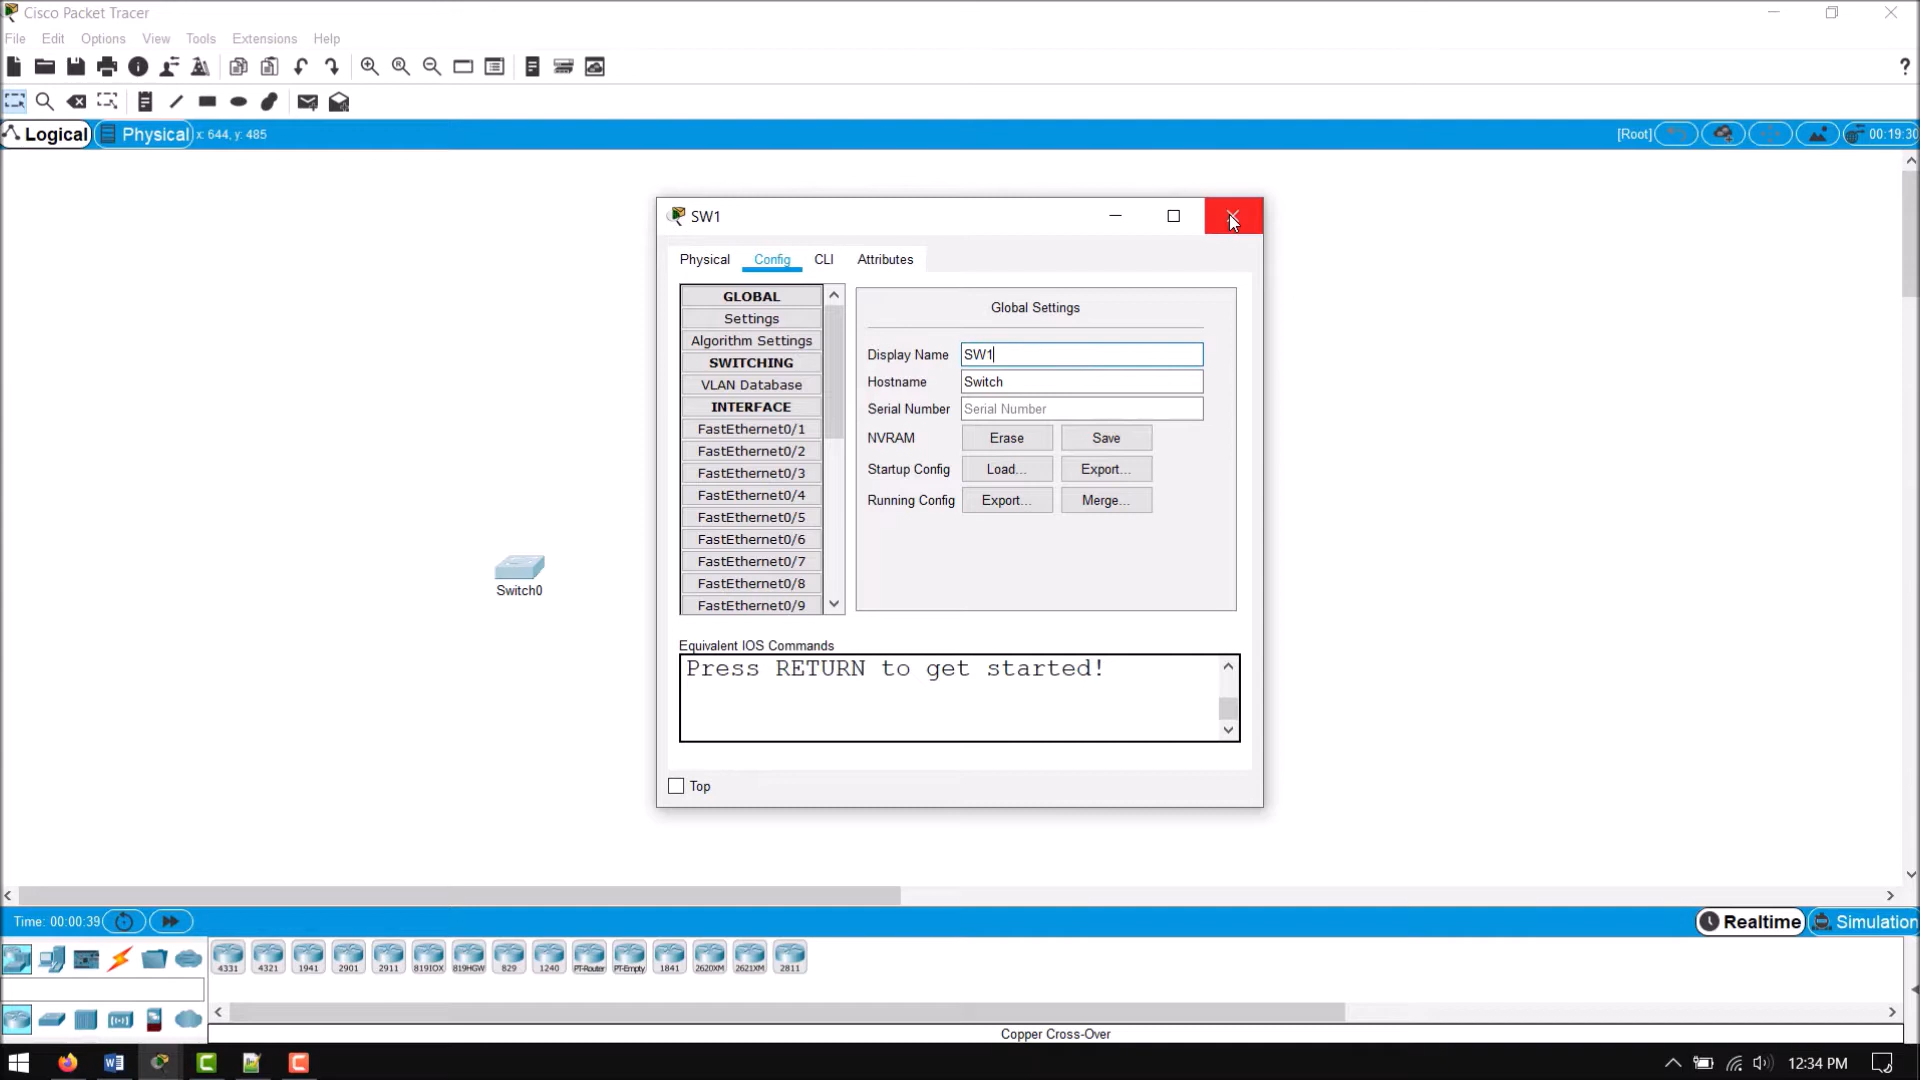 Cisco Packet Tracer
File Edit Options View Tools Extensions Help
?
Logical Physical x: 644, y: 485 [Root] 00:19:30
SW1
Physical Config CLI Attributes
GLOBAL
Settings
Algorithm Settings
SWITCHING
VLAN Database
INTERFACE
FastEthernet0/1
FastEthernet0/2
FastEthernet0/3
FastEthernet0/4
FastEthernet0/5
FastEthernet0/6
FastEthernet0/7
FastEthernet0/8
FastEthernet0/9
Global Settings
Display Name SW1
Hostname Switch
Serial Number Serial Number
NVRAM Erase Save
Startup Config Load... Export...
Running Config Export... Merge...
Switch0
Equivalent IOS Commands
Press RETURN to get started!
Top
Time: 00:00:39 Realtime Simulation
4331 4321 1941 2901 2911 819IOX 819HGW 829 1240 PT-Router PT-Empty 1841 2620XM 2621XM 2811
Copper Cross-Over
12:34 PM